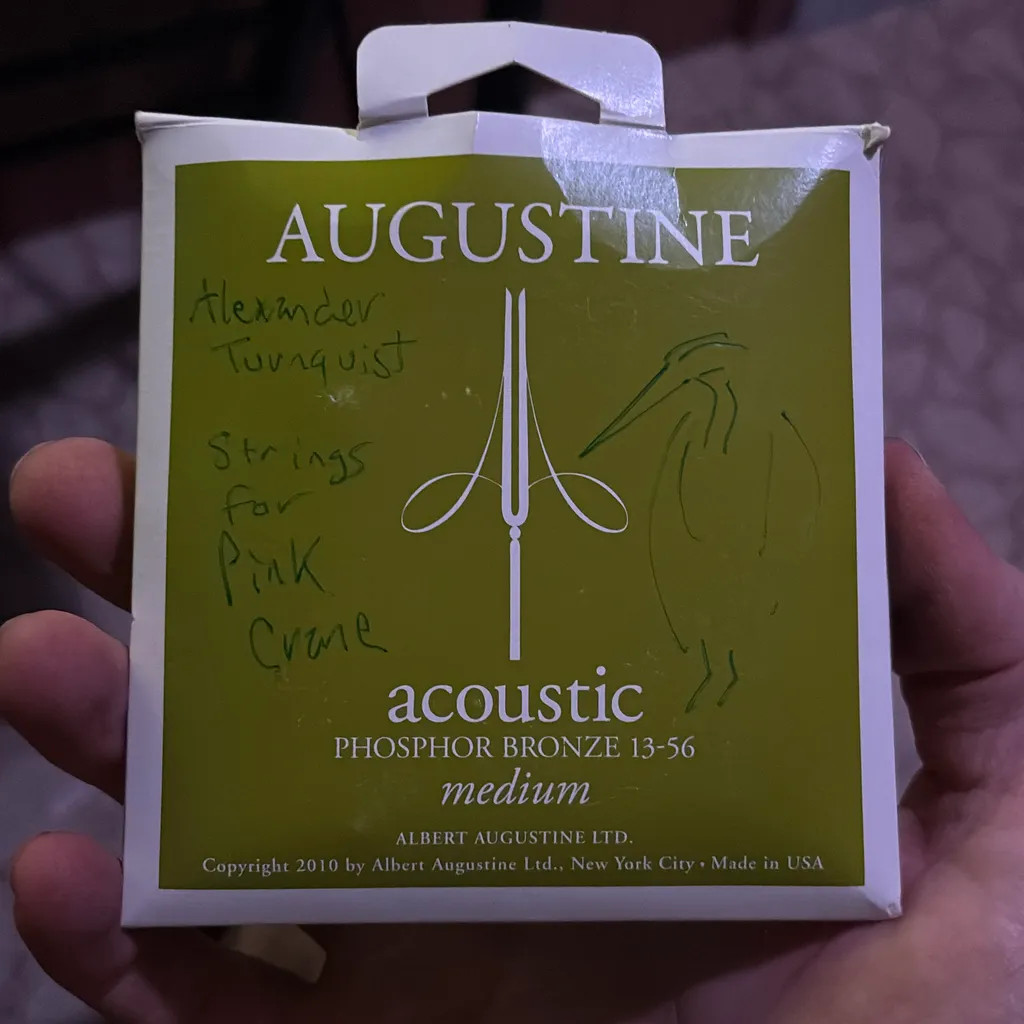 AUGUSTINE
Alexander
Turnquist
Strings
for
Pink
Crane
acoustic
PHOSPHOR BRONZE 13-56
medium
ALBERT AUGUSTINE LTD.
Copyright 2010 by Albert Augustine Ltd., New York City • Made in USA